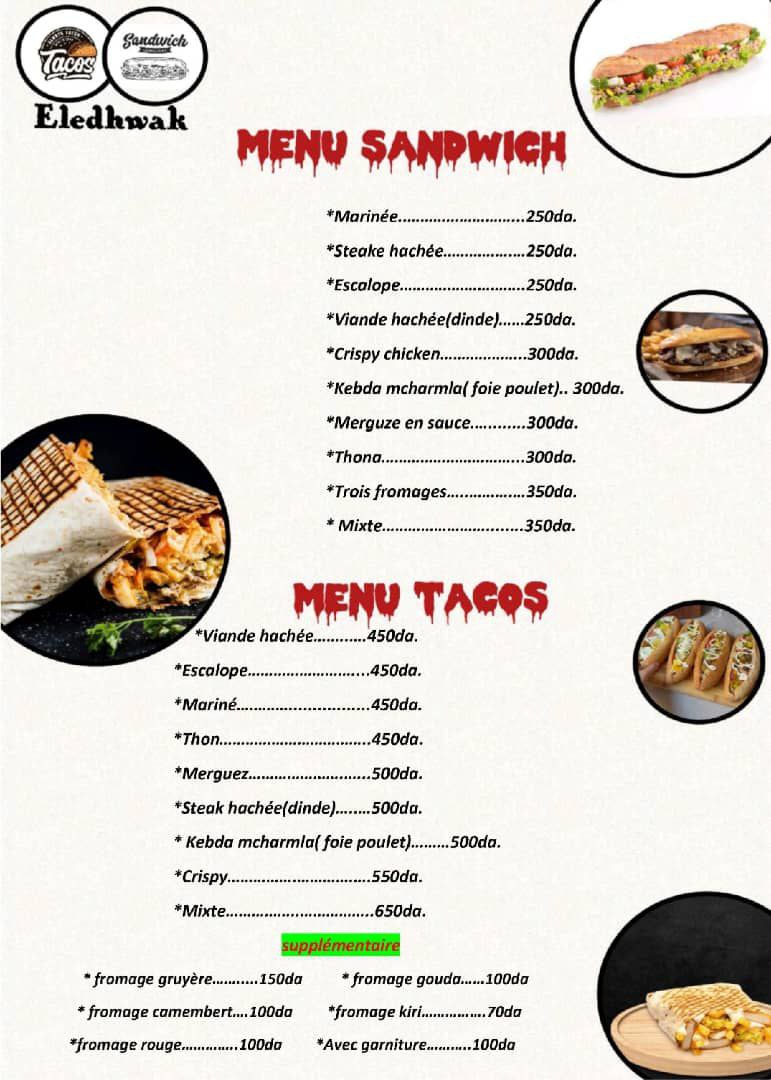 Tacos
Sandwich
Eledhwak
MENU SANDWICH
*Marinée............................250da.
*Steake hachée..................250da.
*Escalope............................250da.
*Viande hachée(dinde)......250da.
*Crispy chicken...................300da.
*Kebda mcharmla( foie poulet).. 300da.
*Merguze en sauce............300da.
*Thona...............................300da.
*Trois fromages.................350da.
* Mixte...............................350da.
MENU TACOS
*Viande hachée............450da.
*Escalope...........................450da.
*Mariné.............................450da.
*Thon.................................450da.
*Merguez...........................500da.
*Steak hachée(dinde)........500da.
* Kebda mcharmla( foie poulet).........500da.
*Crispy...............................550da.
*Mixte................................650da.
supplémentaire
* fromage gruyère..........150da * fromage gouda......100da
* fromage camembert....100da *fromage kiri...............70da
*fromage rouge.............100da *Avec garniture..........100da